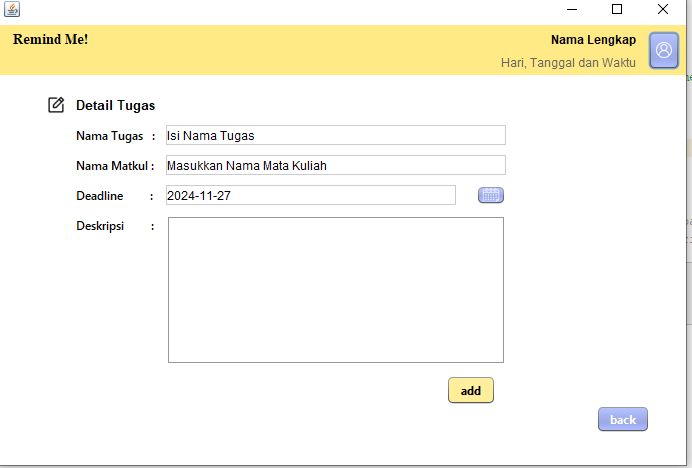 Remind Me!
Nama Lengkap
Hari, Tanggal dan Waktu
Detail Tugas
Nama Tugas : Isi Nama Tugas
Nama Matkul : Masukkan Nama Mata Kuliah
Deadline : 2024-11-27
Deskripsi :
add
back